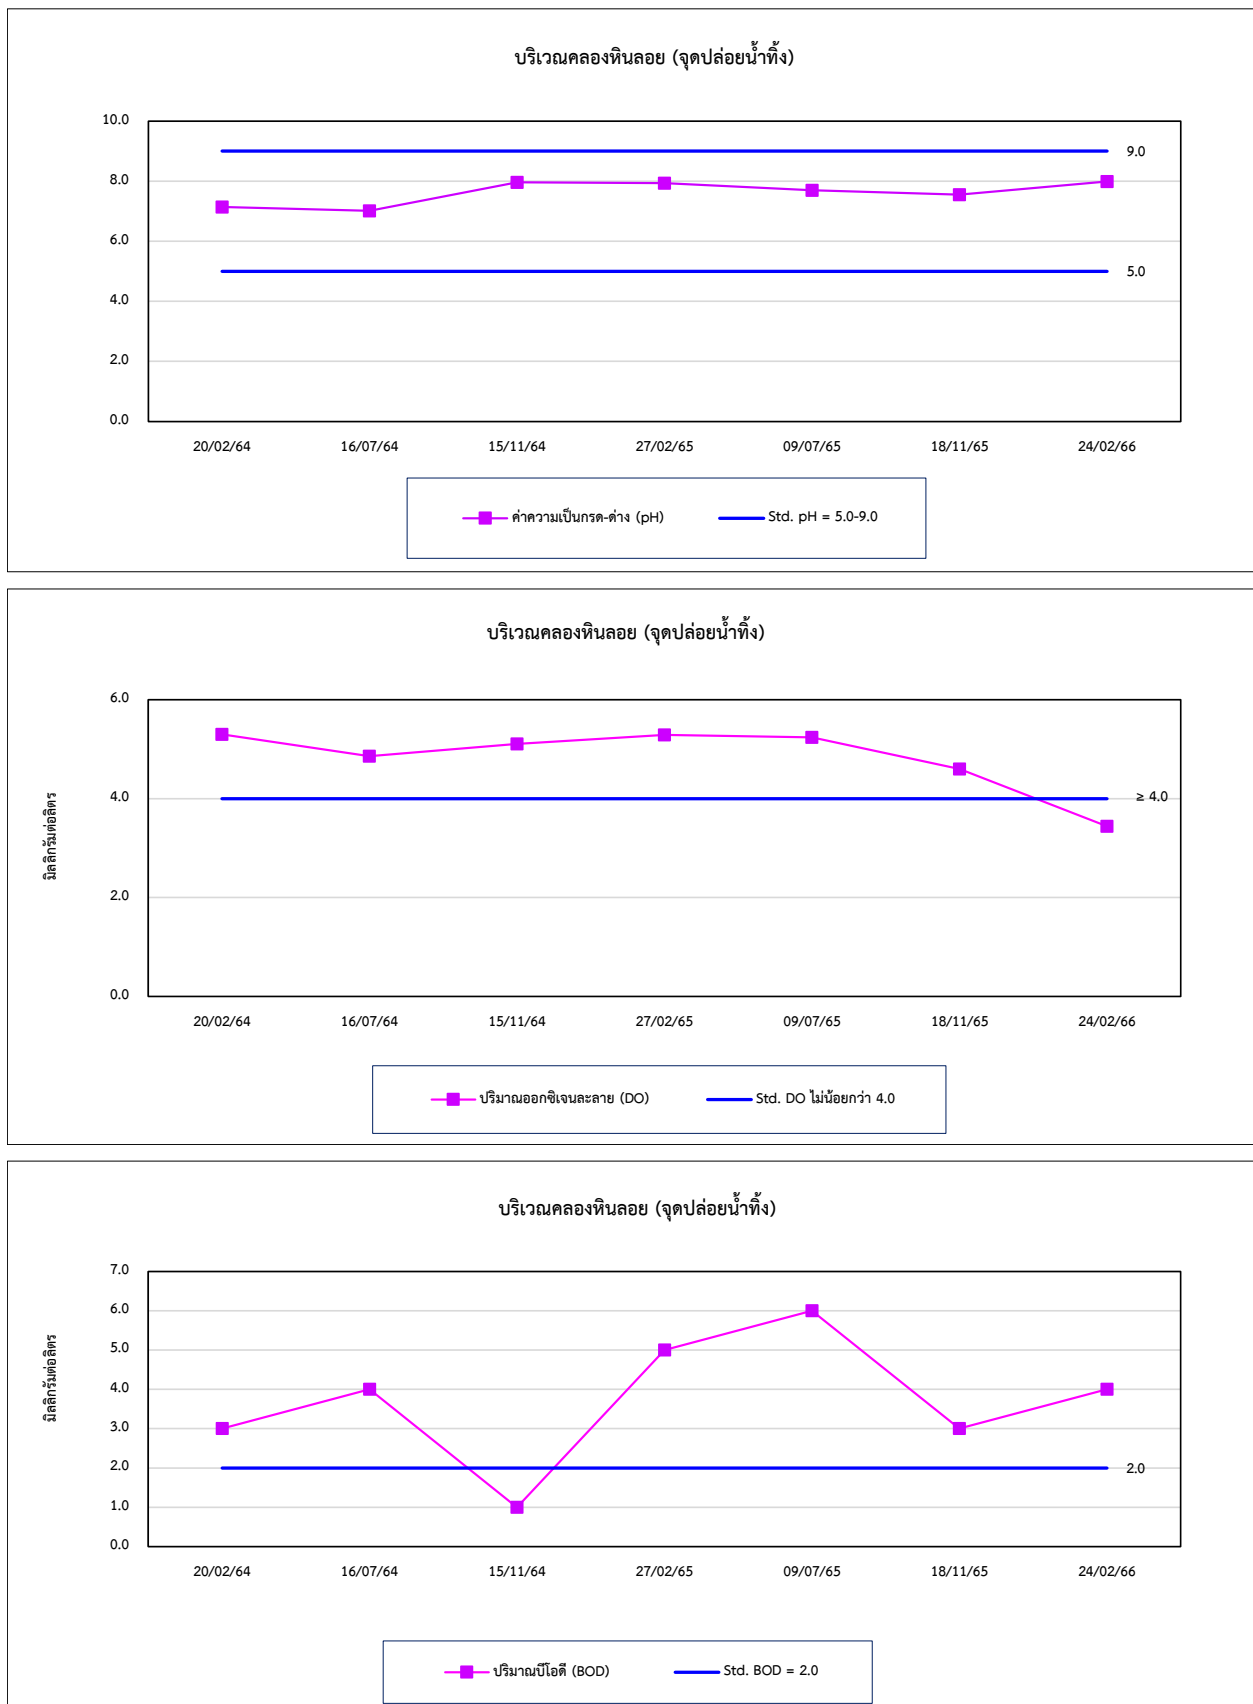 บริเวณคลองหินลอย (จุดปล่อยน้ำทิ้ง)
10.0
9.0
8.0
6.0
5.0
4.0
2.0
0.0
20/02/64 16/07/64 15/11/64 27/02/65 09/07/65 18/11/65 24/02/66
ค่าความเป็นกรด-ด่าง (pH) Std. pH = 5.0-9.0
บริเวณคลองหินลอย (จุดปล่อยน้ำทิ้ง)
มิลลิกรัมต่อลิตร
6.0
4.0
≥ 4.0
2.0
0.0
20/02/64 16/07/64 15/11/64 27/02/65 09/07/65 18/11/65 24/02/66
ปริมาณออกซิเจนละลาย (DO) Std. DO ไม่น้อยกว่า 4.0
บริเวณคลองหินลอย (จุดปล่อยน้ำทิ้ง)
มิลลิกรัมต่อลิตร
7.0
6.0
5.0
4.0
3.0
2.0
2.0
1.0
0.0
20/02/64 16/07/64 15/11/64 27/02/65 09/07/65 18/11/65 24/02/66
ปริมาณบีโอดี (BOD) Std. BOD = 2.0